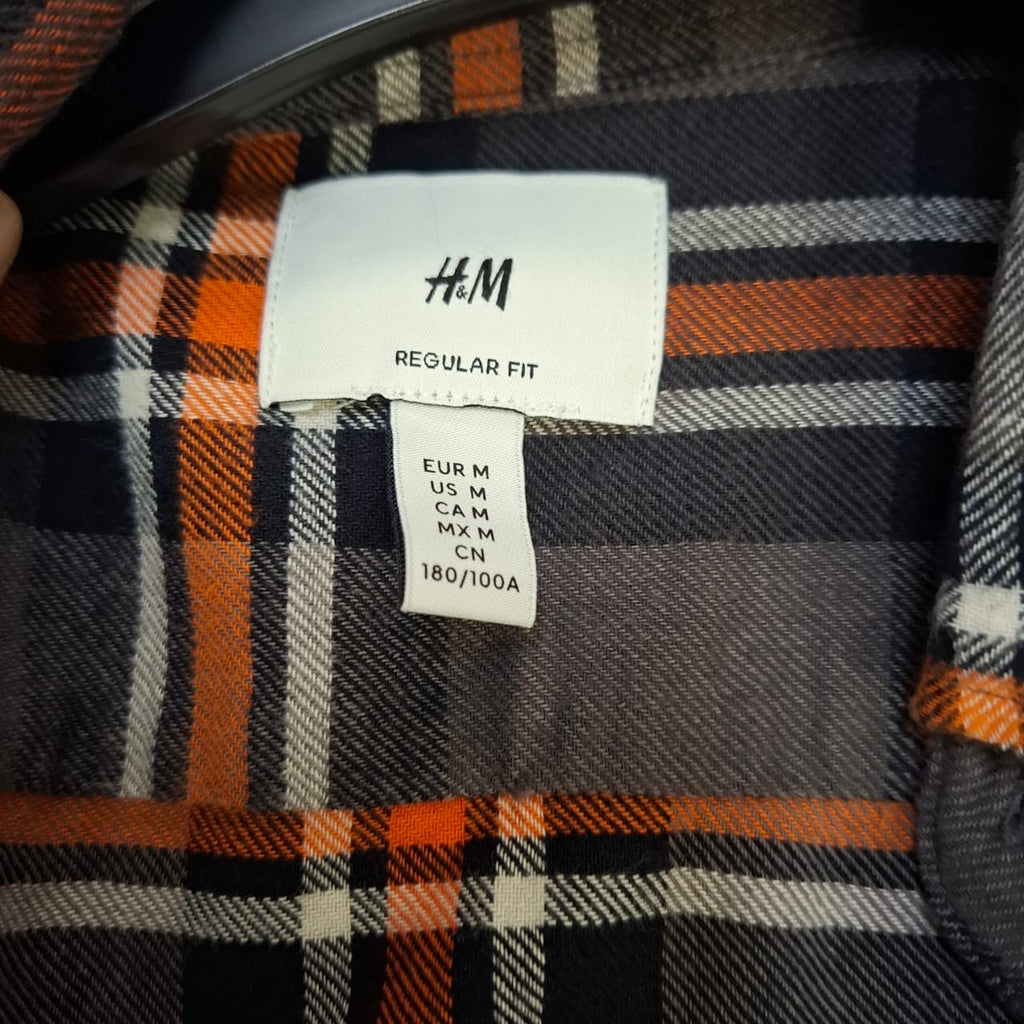 H&M
REGULAR FIT
EUR M
US M
CA M
MX M
CN
180/100A